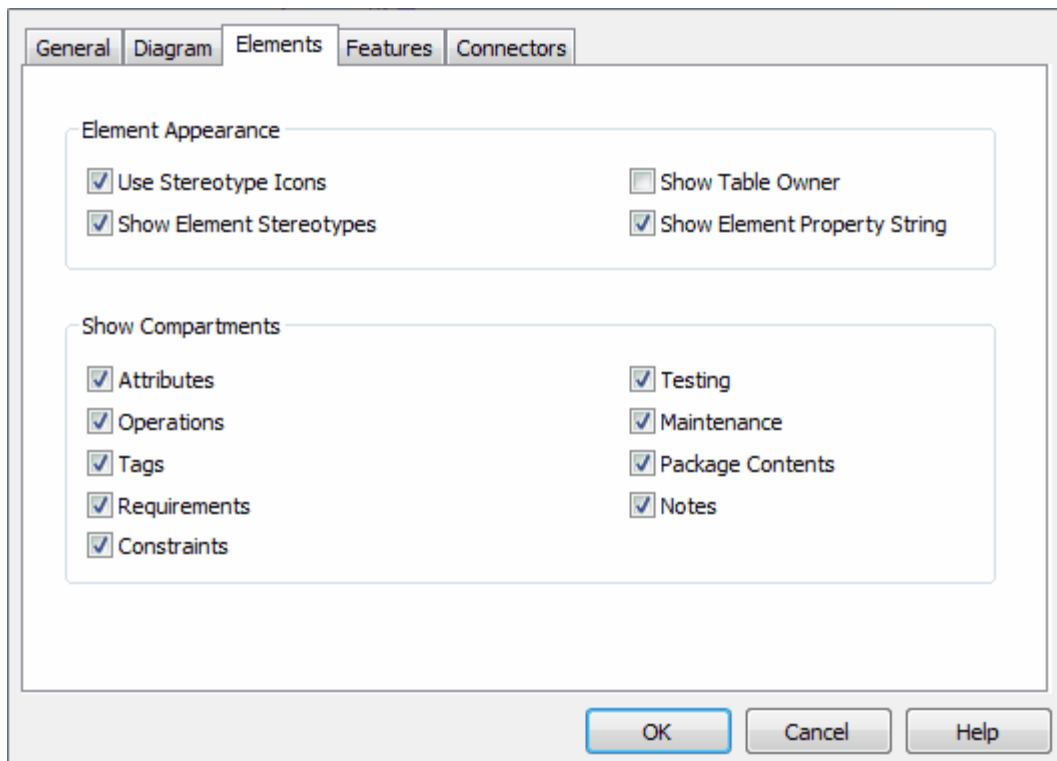 General Diagram Elements Features Connectors
Element Appearance
Use Stereotype Icons Show Table Owner
Show Element Stereotypes Show Element Property String
Show Compartments
Attributes Testing
Operations Maintenance
Tags Package Contents
Requirements Notes
Constraints
OK Cancel Help